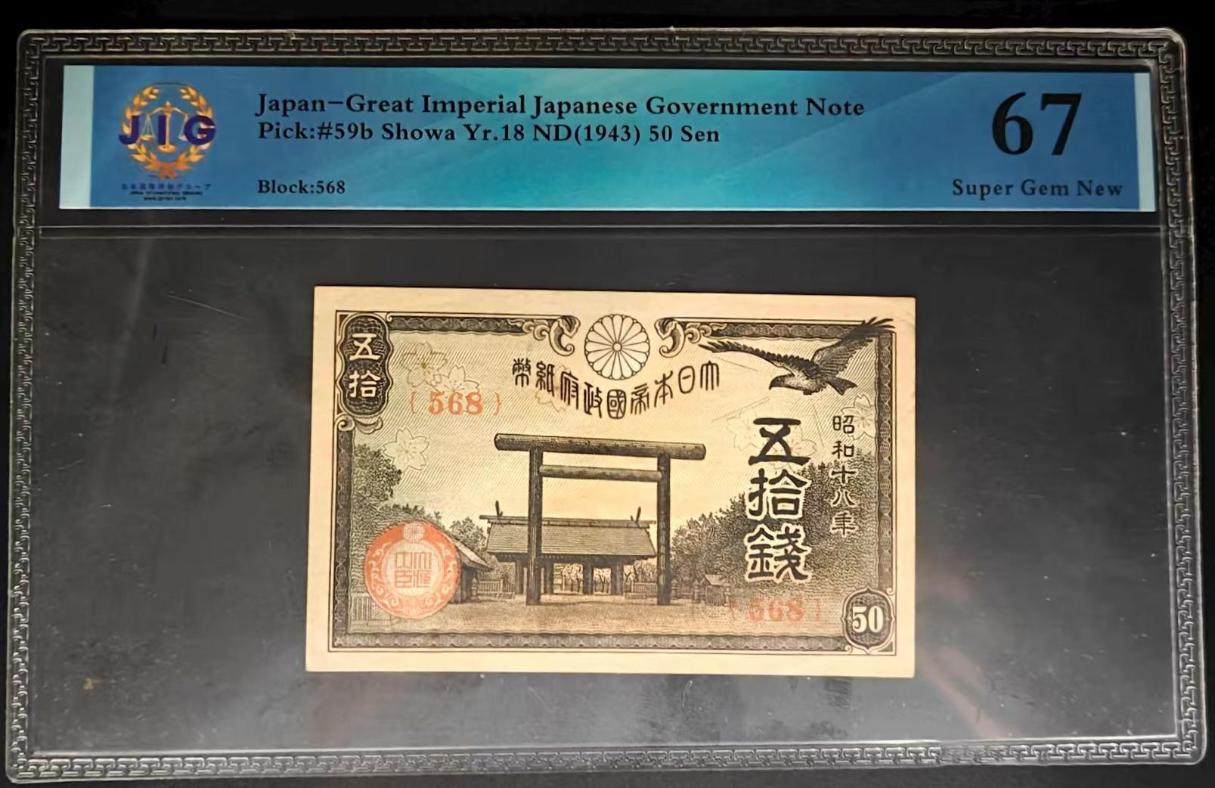 Japan-Great Imperial Japanese Government Note
Pick:#59b Showa Yr.18 ND(1943) 50 Sen
Block:568
JIG
67
Super Gem New
五拾
幣紙府政國帝本日大
{568}
昭和十八年
五拾錢
{568}
50